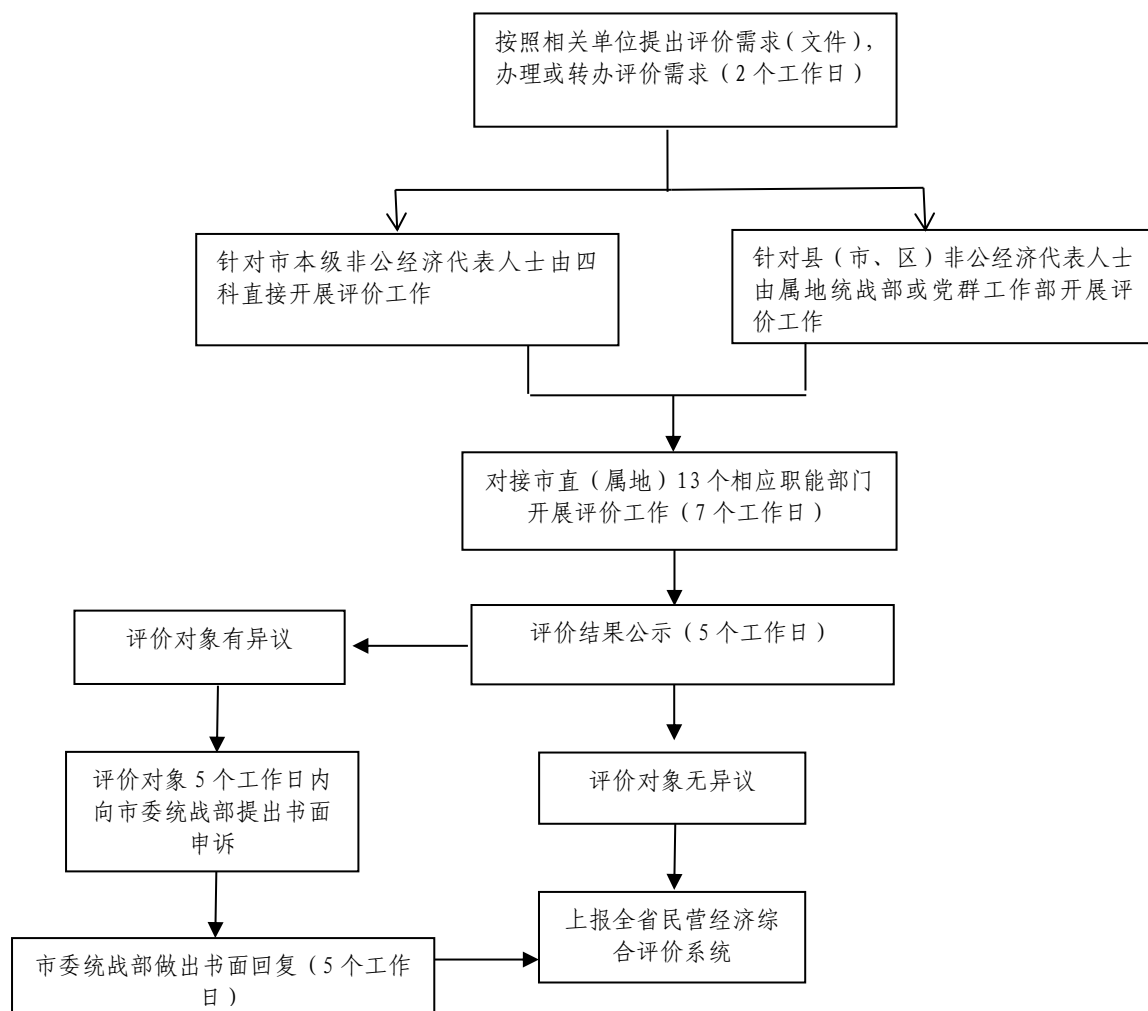 按照相关单位提出评价需求（文件），
办理或转办评价需求（2 个工作日）
针对市本级非公经济代表人士由四
科直接开展评价工作
针对县（市、区）非公经济代表人士
由属地统战部或党群工作部开展评
价工作
对接市直（属地）13 个相应职能部门
开展评价工作（7 个工作日）
评价结果公示（5 个工作日）
评价对象有异议
评价对象 5 个工作日内
向市委统战部提出书面
申诉
评价对象无异议
市委统战部做出书面回复（5 个工作
日）
上报全省民营经济综
合评价系统